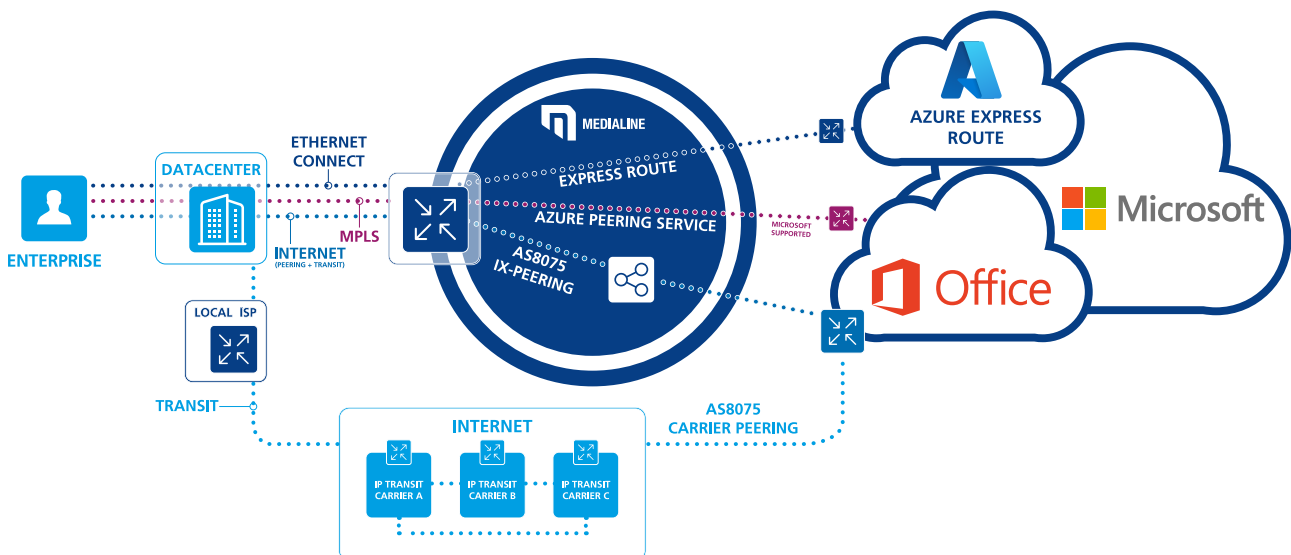 ENTERPRISE
DATACENTER
ETHERNET
CONNECT
MPLS
INTERNET
(PEERING + TRANSIT)
LOCAL ISP
TRANSIT
MEDIALINE
EXPRESS ROUTE
AZURE PEERING SERVICE
AS8075
IX-PEERING
MICROSOFT
SUPPORTED
AZURE EXPRESS
ROUTE
Microsoft
Office
AS8075
CARRIER PEERING
INTERNET
IP TRANSIT
CARRIER A
IP TRANSIT
CARRIER B
IP TRANSIT
CARRIER C